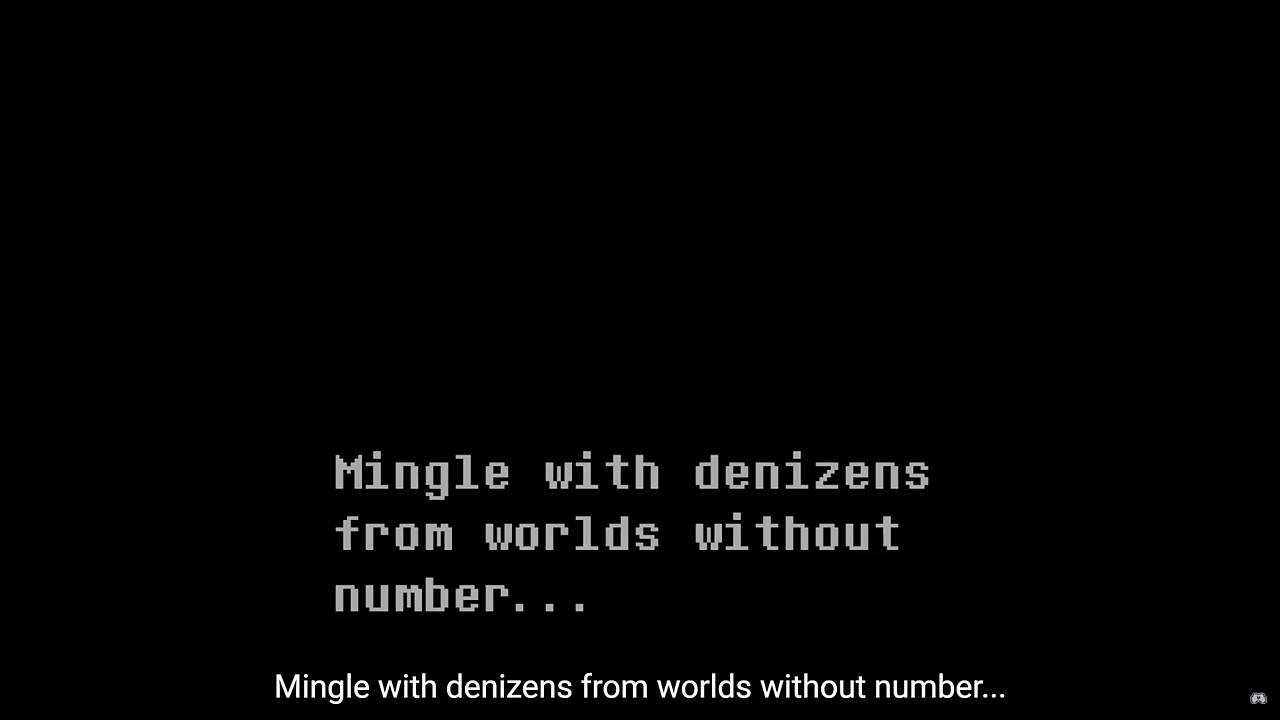 Mingle with denizens
from worlds without
number...
Mingle with denizens from worlds without number...